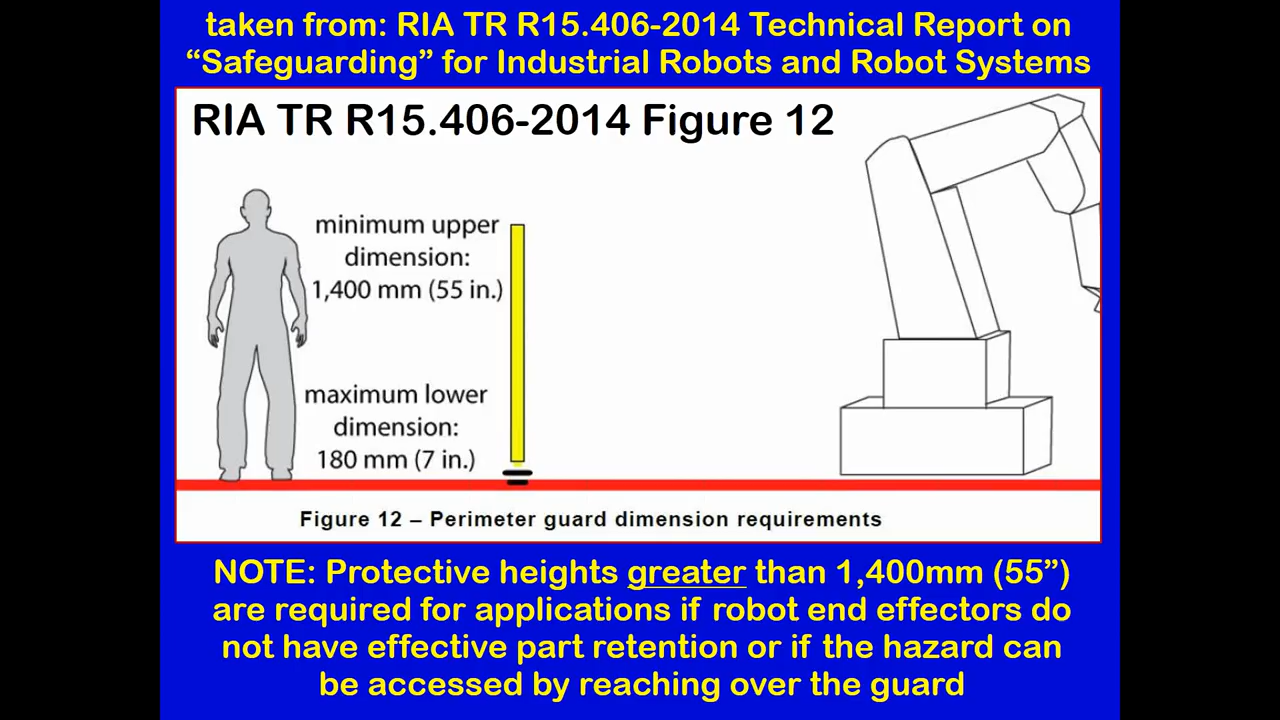 taken from: RIA TR R15.406-2014 Technical Report on
“Safeguarding” for Industrial Robots and Robot Systems
RIA TR R15.406-2014 Figure 12
minimum upper
dimension:
1,400 mm (55 in.)
maximum lower
dimension:
180 mm (7 in.)
Figure 12 – Perimeter guard dimension requirements
NOTE: Protective heights greater than 1,400mm (55”)
are required for applications if robot end effectors do
not have effective part retention or if the hazard can
be accessed by reaching over the guard